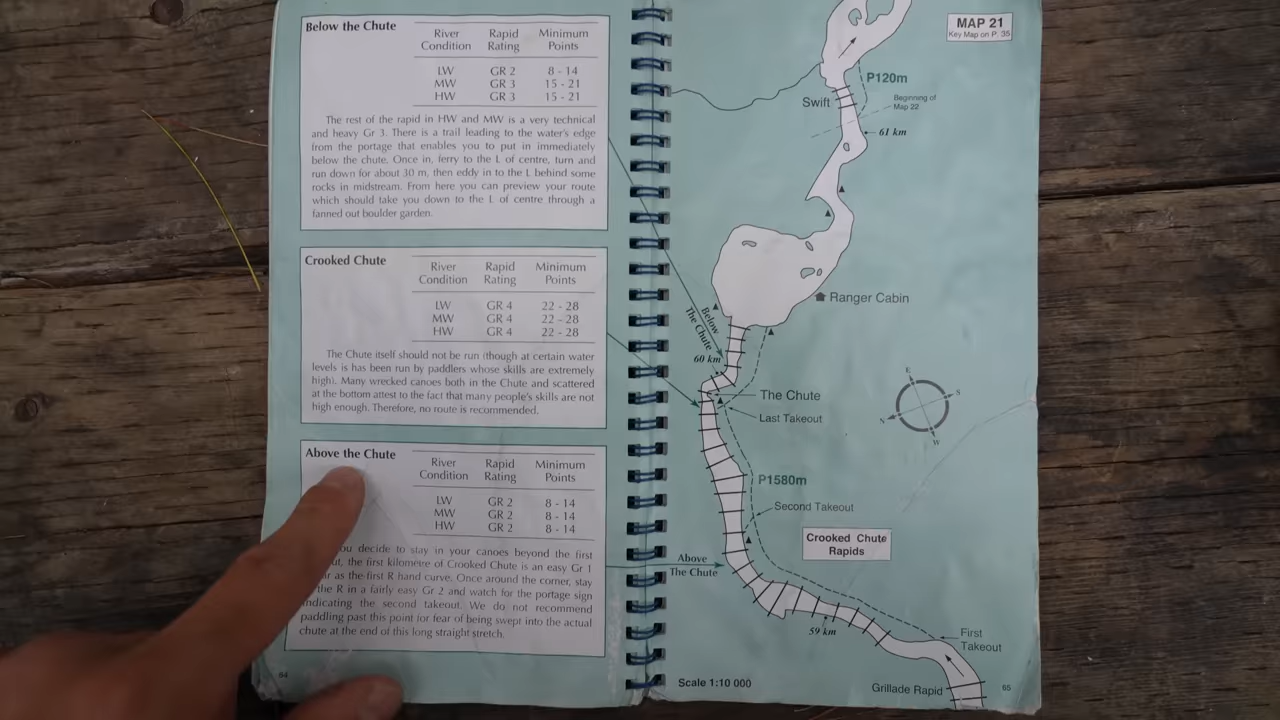 Below the Chute
River Condition Rapid Rating Minimum Points
LW GR 2 8 - 14
MW GR 3 15 - 21
HW GR 3 15 - 21
The rest of the rapid in HW and MW is a very technical
and heavy Gr 3. There is a trail leading to the water's edge
from the portage that enables you to put in immediately
below the chute. Once in, ferry to the L of centre, turn and
run down for about 30 m, then eddy in to the L behind some
rocks in midstream. From here you can preview your route
which should take you down to the L of centre through a
fanned out boulder garden.
Crooked Chute
River Condition Rapid Rating Minimum Points
LW GR 4 22 - 28
MW GR 4 22 - 28
HW GR 4 22 - 28
The Chute itself should not be run (though at certain water
levels is has been run by paddlers whose skills are extremely
high). Many wrecked canoes both in the Chute and scattered
at the bottom attest to the fact that many people's skills are not
high enough. Therefore, no route is recommended.
Above the Chute
River Condition Rapid Rating Minimum Points
LW GR 2 8 - 14
MW GR 2 8 - 14
HW GR 2 8 - 14
you decide to stay in your canoes beyond the first
the first kilometre of Crooked Chute is an easy Gr 1
as the first R hand curve. Once around the corner, stay
the R in a fairly easy Gr 2 and watch for the portage sign
indicating the second takeout. We do not recommend
paddling past this point for fear of being swept into the actual
chute at the end of this long straight stretch.
64
MAP 21
Key Map on P. 35
P120m
Swift
Beginning of
Map 22
61 km
Ranger Cabin
Below
The Chute
60 km
The Chute
Last Takeout
E
S
N
W
P1580m
Second Takeout
Crooked Chute
Rapids
Above
The Chute
59 km
First
Takeout
Grillade Rapid
Scale 1:10 000
65